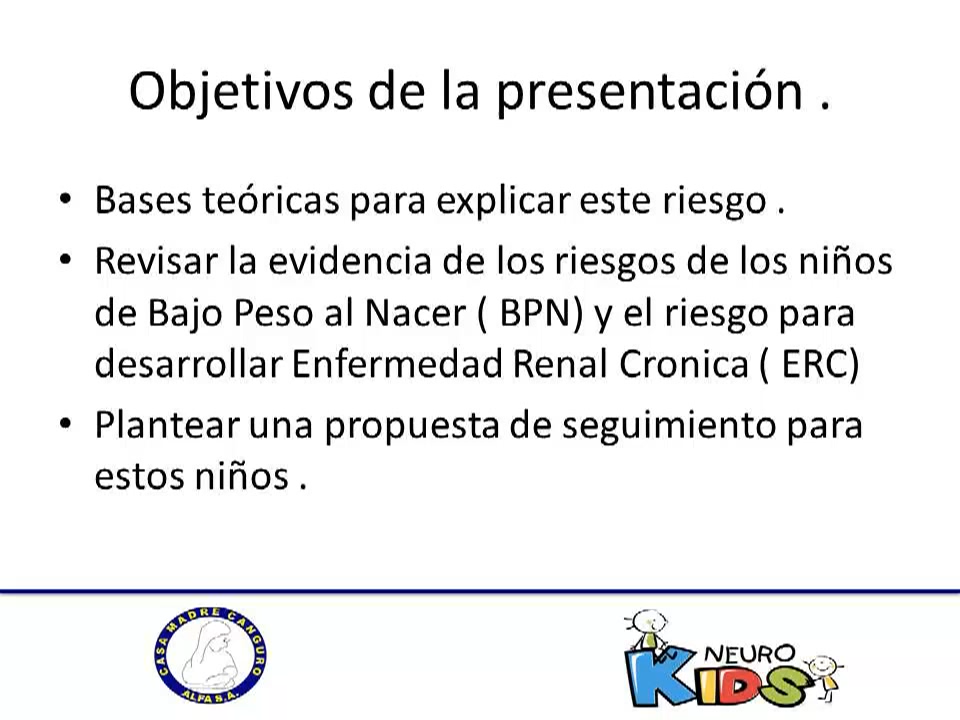 Objetivos de la presentación .
• Bases teóricas para explicar este riesgo .
• Revisar la evidencia de los riesgos de los niños
de Bajo Peso al Nacer ( BPN) y el riesgo para
desarrollar Enfermedad Renal Cronica ( ERC)
• Plantear una propuesta de seguimiento para
estos niños .
CASA MADRE CANGURO
ALFA S.A.
NEURO
KIDS